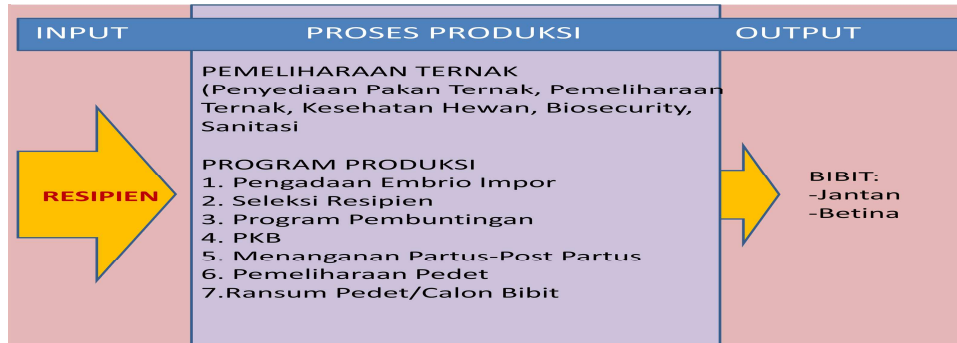 INPUT
PROSES PRODUKSI
OUTPUT
RESIPIEN
PEMELIHARAAN TERNAK
(Penyediaan Pakan Ternak, Pemeliharaan
Ternak, Kesehatan Hewan, Biosecurity,
Sanitasi
PROGRAM PRODUKSI
1. Pengadaan Embrio Impor
2. Seleksi Resipien
3. Program Pembuntingan
4. PKB
5. Menanganan Partus-Post Partus
6. Pemeliharaan Pedet
7.Ransum Pedet/Calon Bibit
BIBIT:
-Jantan
-Betina